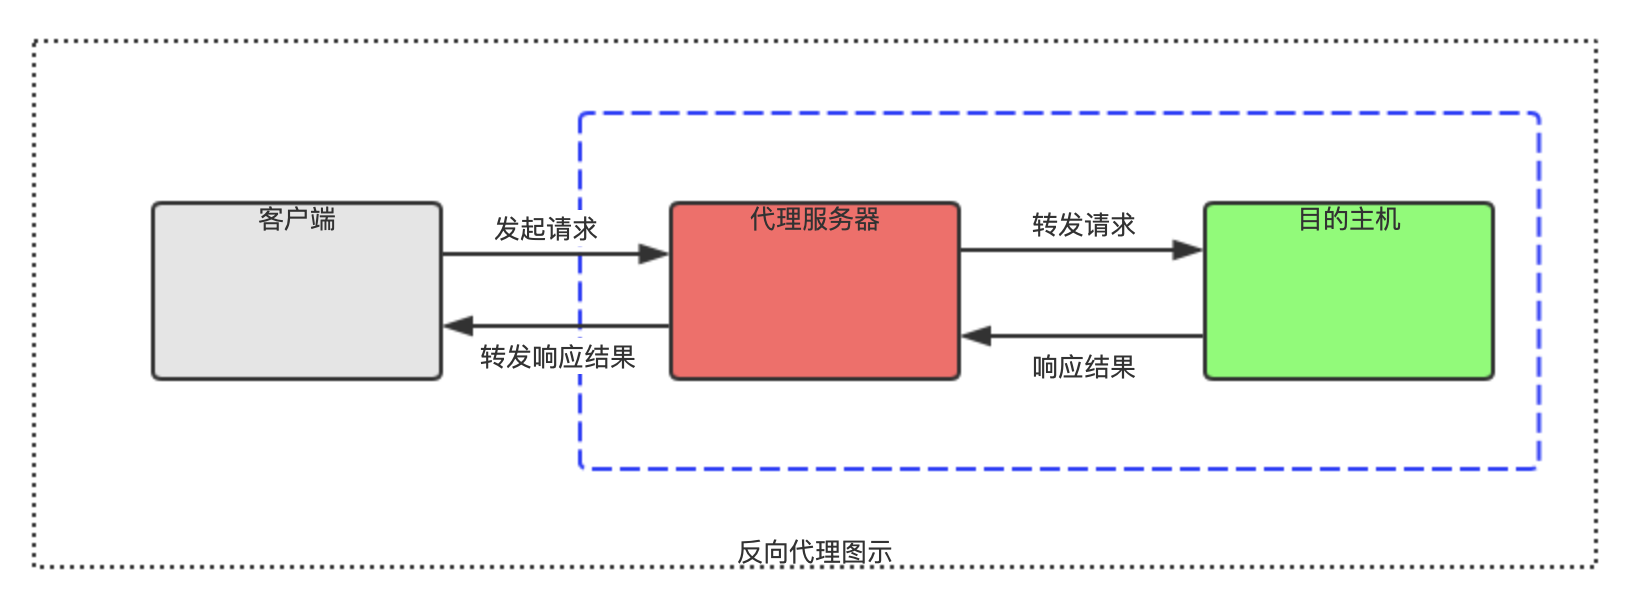 客户端
发起请求
代理服务器
转发请求
目的主机
转发响应结果
响应结果
反向代理图示